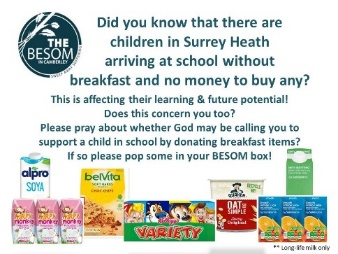 THE
BESOM
IN CAMBERLEY
Did you know that there are
children in Surrey Heath
arriving at school without
breakfast and no money to buy any?
This is affecting their learning & future potential!
Does this concern you too?
Please pray about whether God may be calling you to
support a child in school by donating breakfast items?
If so please pop some in your BESOM box!
alpro
SOYA
belVita
VARIETY
QUAKER
OAT SO
SIMPLE
Original
** Long-life milk only